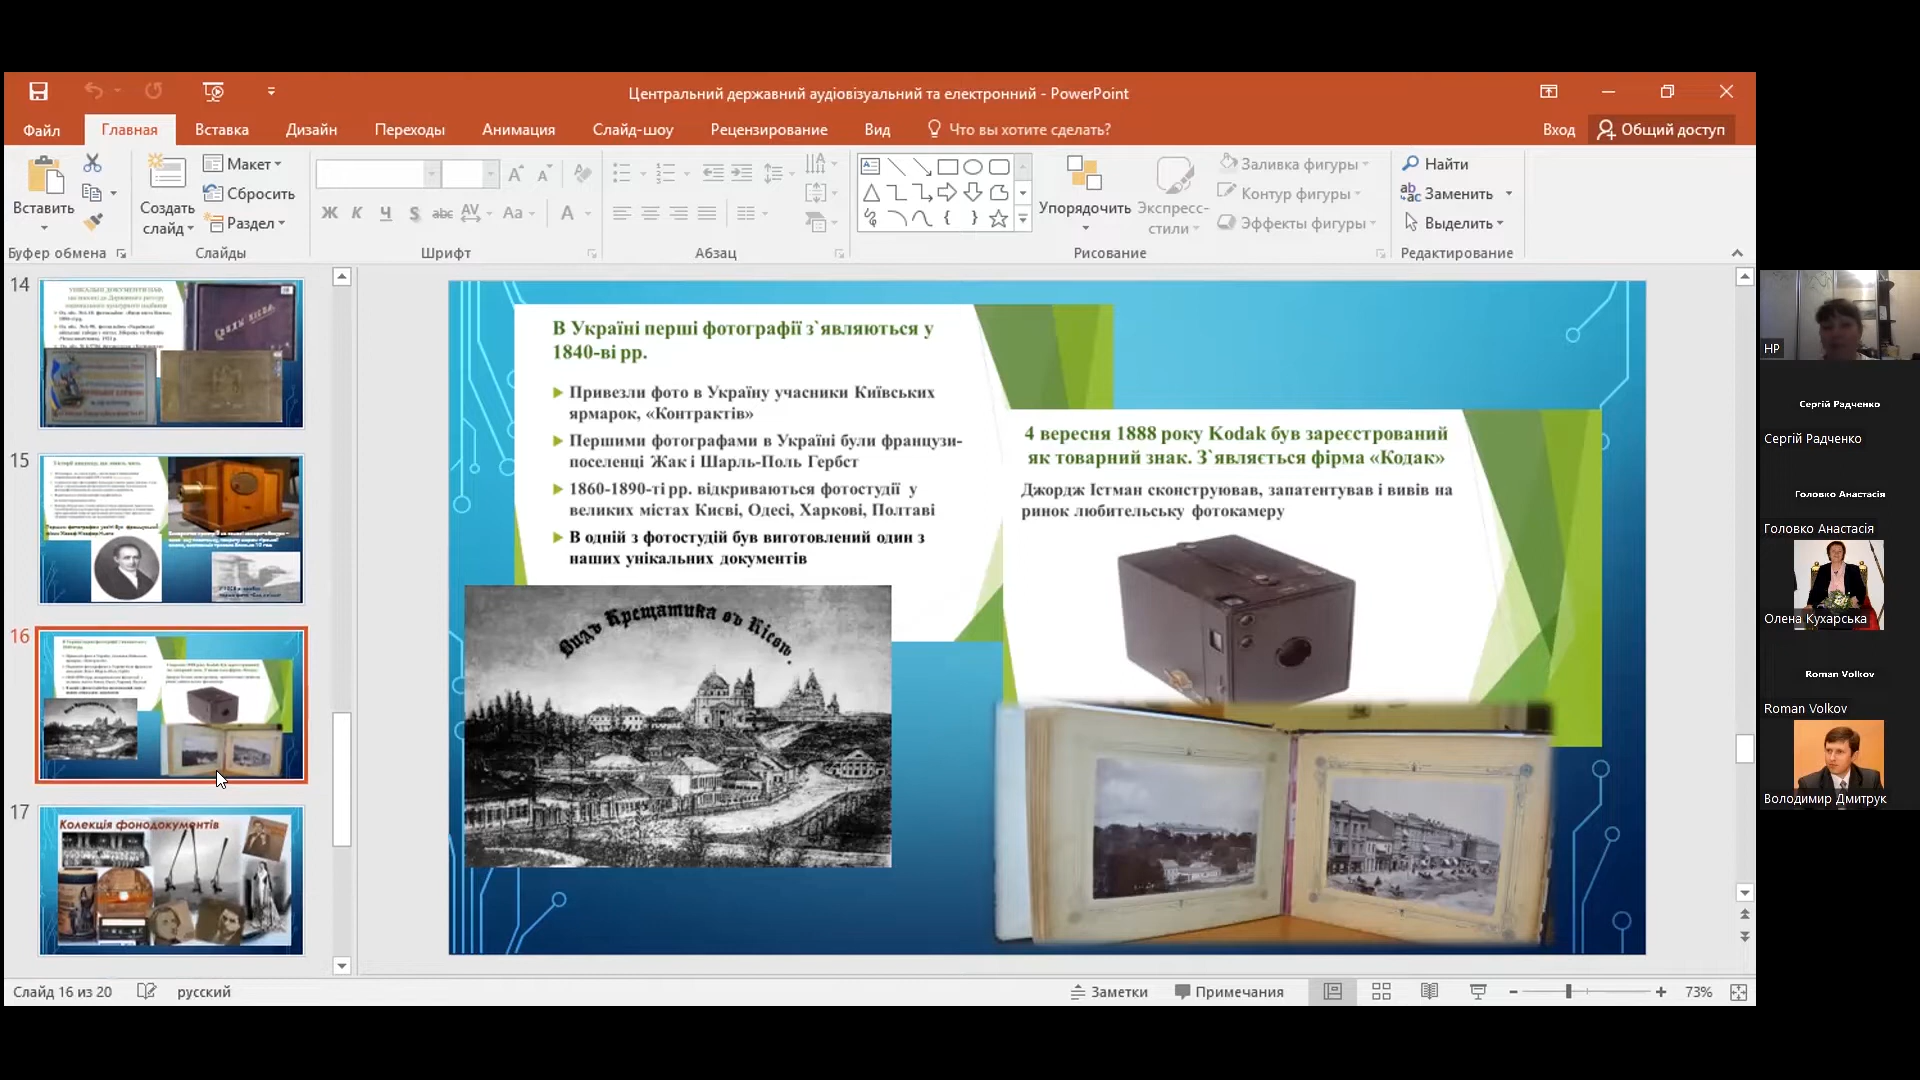 Центральний державний аудіовізуальний та електронний - PowerPoint
Файл
Главная
Вставка
Дизайн
Переходы
Анимация
Слайд-шоу
Рецензирование
Вид
Что вы хотите сделать?
Вход
Общий доступ
Вставить
Создать слайд
Макет
Сбросить
Раздел
Ж К Ч S abc AV Aa A
Упорядочить
Экспресс-стили
Заливка фигуры
Контур фигуры
Эффекты фигуры
Найти
Заменить
Выделить
Буфер обмена
Слайды
Шрифт
Абзац
Рисование
Редактирование
14
15
16
17
Колекція фонодокументів
В Україні перші фотографії з`являються у
1840-ві рр.
Привезли фото в Україну учасники Київських
ярмарок, «Контрактів»
Першими фотографами в Україні були французи-
поселенці Жак і Шарль-Поль Гербст
1860-1890-ті рр. відкриваються фотостудії у
великих містах Києві, Одесі, Харкові, Полтаві
В одній з фотостудій був виготовлений один з
наших унікальних документів
Видъ Крещатика въ Кіевѣ.
4 вересня 1888 року Kodak був зареєстрований
як товарний знак. З`являється фірма «Кодак»
Джордж Істман сконструював, запатентував і вивів на
ринок любительську фотокамеру
НР
Сергій Радченко
Сергій Радченко
Головко Анастасія
Головко Анастасія
Олена Кухарська
Roman Volkov
Roman Volkov
Володимир Дмитрук
Слайд 16 из 20
русский
Заметки
Примечания
73%